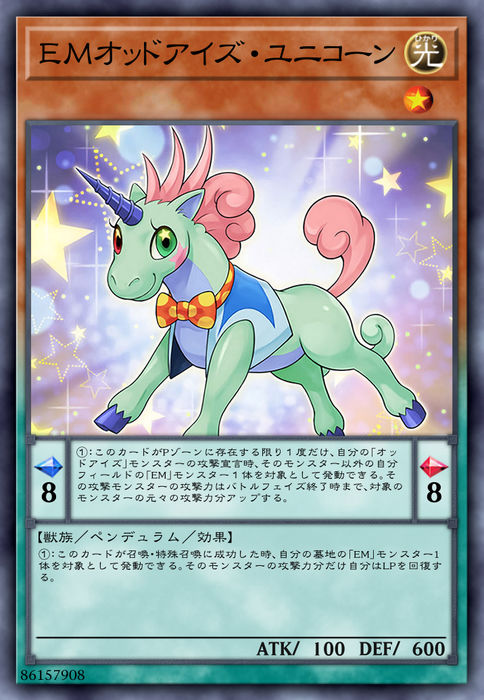 EMオッドアイズ・ユニコーン
ひかり
光
①:このカードがPゾーンに存在する限り1度だけ、自分の「オッ
ドアイズ」モンスターの攻撃宣言時、そのモンスター以外の自分
フィールドの「EM」モンスター1体を対象として発動できる。そ
の攻撃モンスターの攻撃力はバトルフェイズ終了時まで、対象の
モンスターの元々の攻撃力分アップする。
8
8
【獣族/ペンデュラム/効果】
①:このカードが召喚・特殊召喚に成功した時、自分の墓地の「EM」モンスター1
体を対象として発動できる。そのモンスターの攻撃力分だけ自分はLPを回復す
る。
ATK/ 100 DEF/ 600
86157908